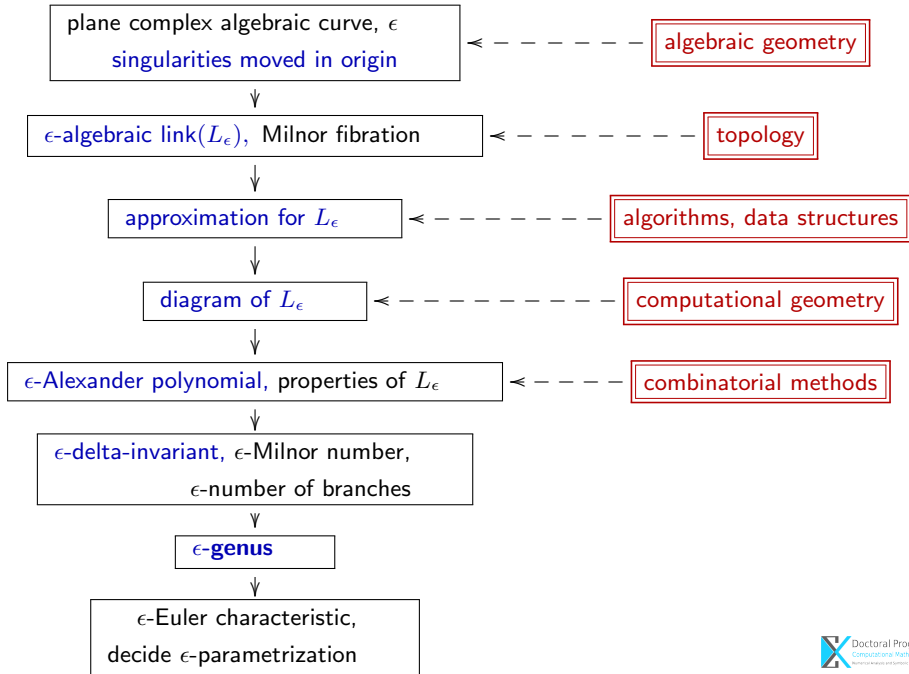 plane complex algebraic curve, ϵ
singularities moved in origin
algebraic geometry
ϵ-algebraic link(Lϵ), Milnor fibration
topology
approximation for Lϵ
algorithms, data structures
diagram of Lϵ
computational geometry
ϵ-Alexander polynomial, properties of Lϵ
combinatorial methods
ϵ-delta-invariant, ϵ-Milnor number,
ϵ-number of branches
ϵ-genus
ϵ-Euler characteristic,
decide ϵ-parametrization
Doctoral
Computational